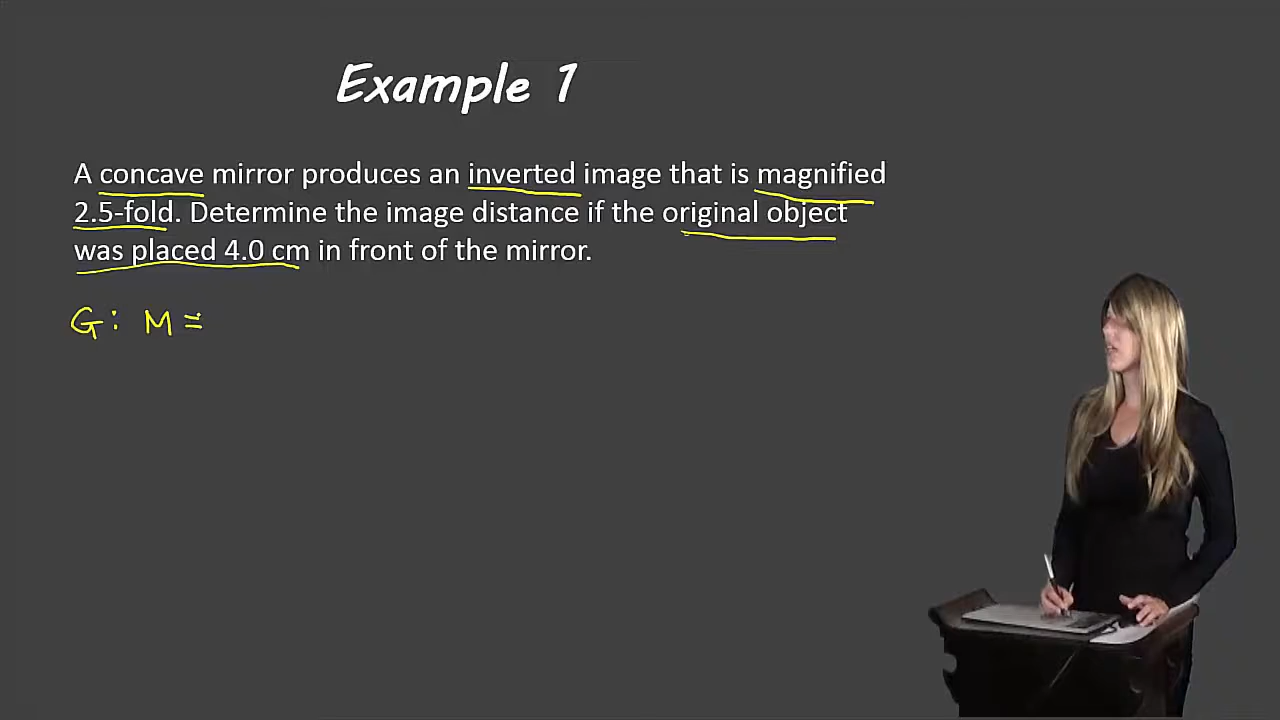 Example 1
A concave mirror produces an inverted image that is magnified
2.5-fold. Determine the image distance if the original object
was placed 4.0 cm in front of the mirror.
G: M =